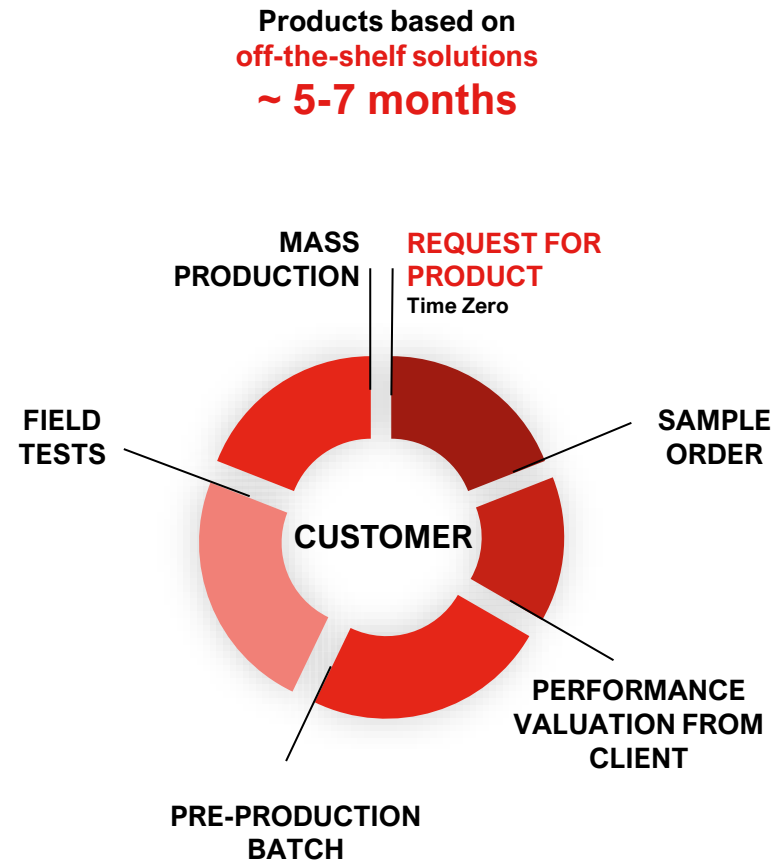 Products based on
off-the-shelf solutions
~ 5-7 months
MASS
PRODUCTION
REQUEST FOR
PRODUCT
Time Zero
FIELD
TESTS
SAMPLE
ORDER
CUSTOMER
PERFORMANCE
VALUATION FROM
CLIENT
PRE-PRODUCTION
BATCH